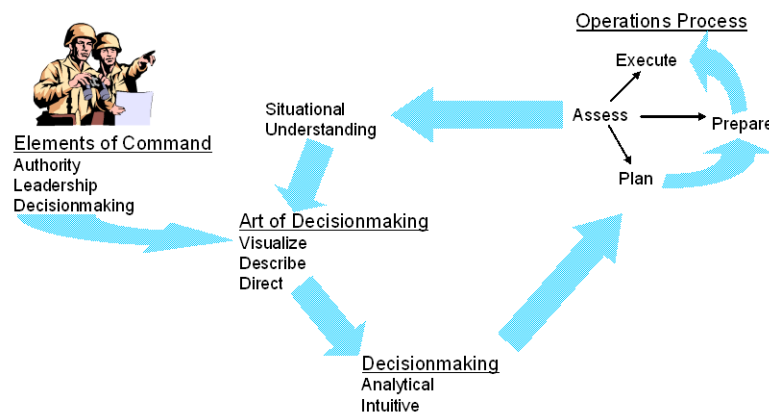 Operations Process
Execute
Assess
Prepare
Plan
Situational
Understanding
Elements of Command
Authority
Leadership
Decisionmaking
Art of Decisionmaking
Visualize
Describe
Direct
Decisionmaking
Analytical
Intuitive